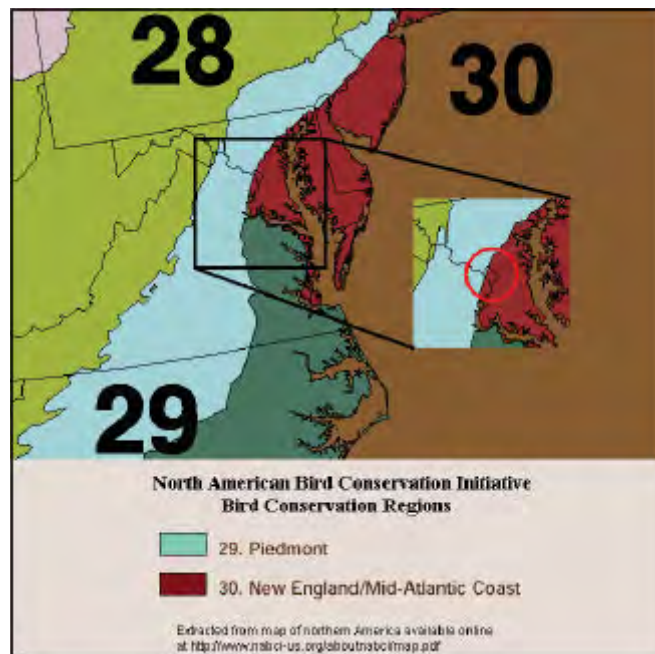 28
30
29
North American Bird Conservation Initiative
Bird Conservation Regions
29. Piedmont
30. New England/Mid-Atlantic Coast
Extracted from map of northern America available online
at http://www.nabci-us.org/aboutnabci/map.pdf